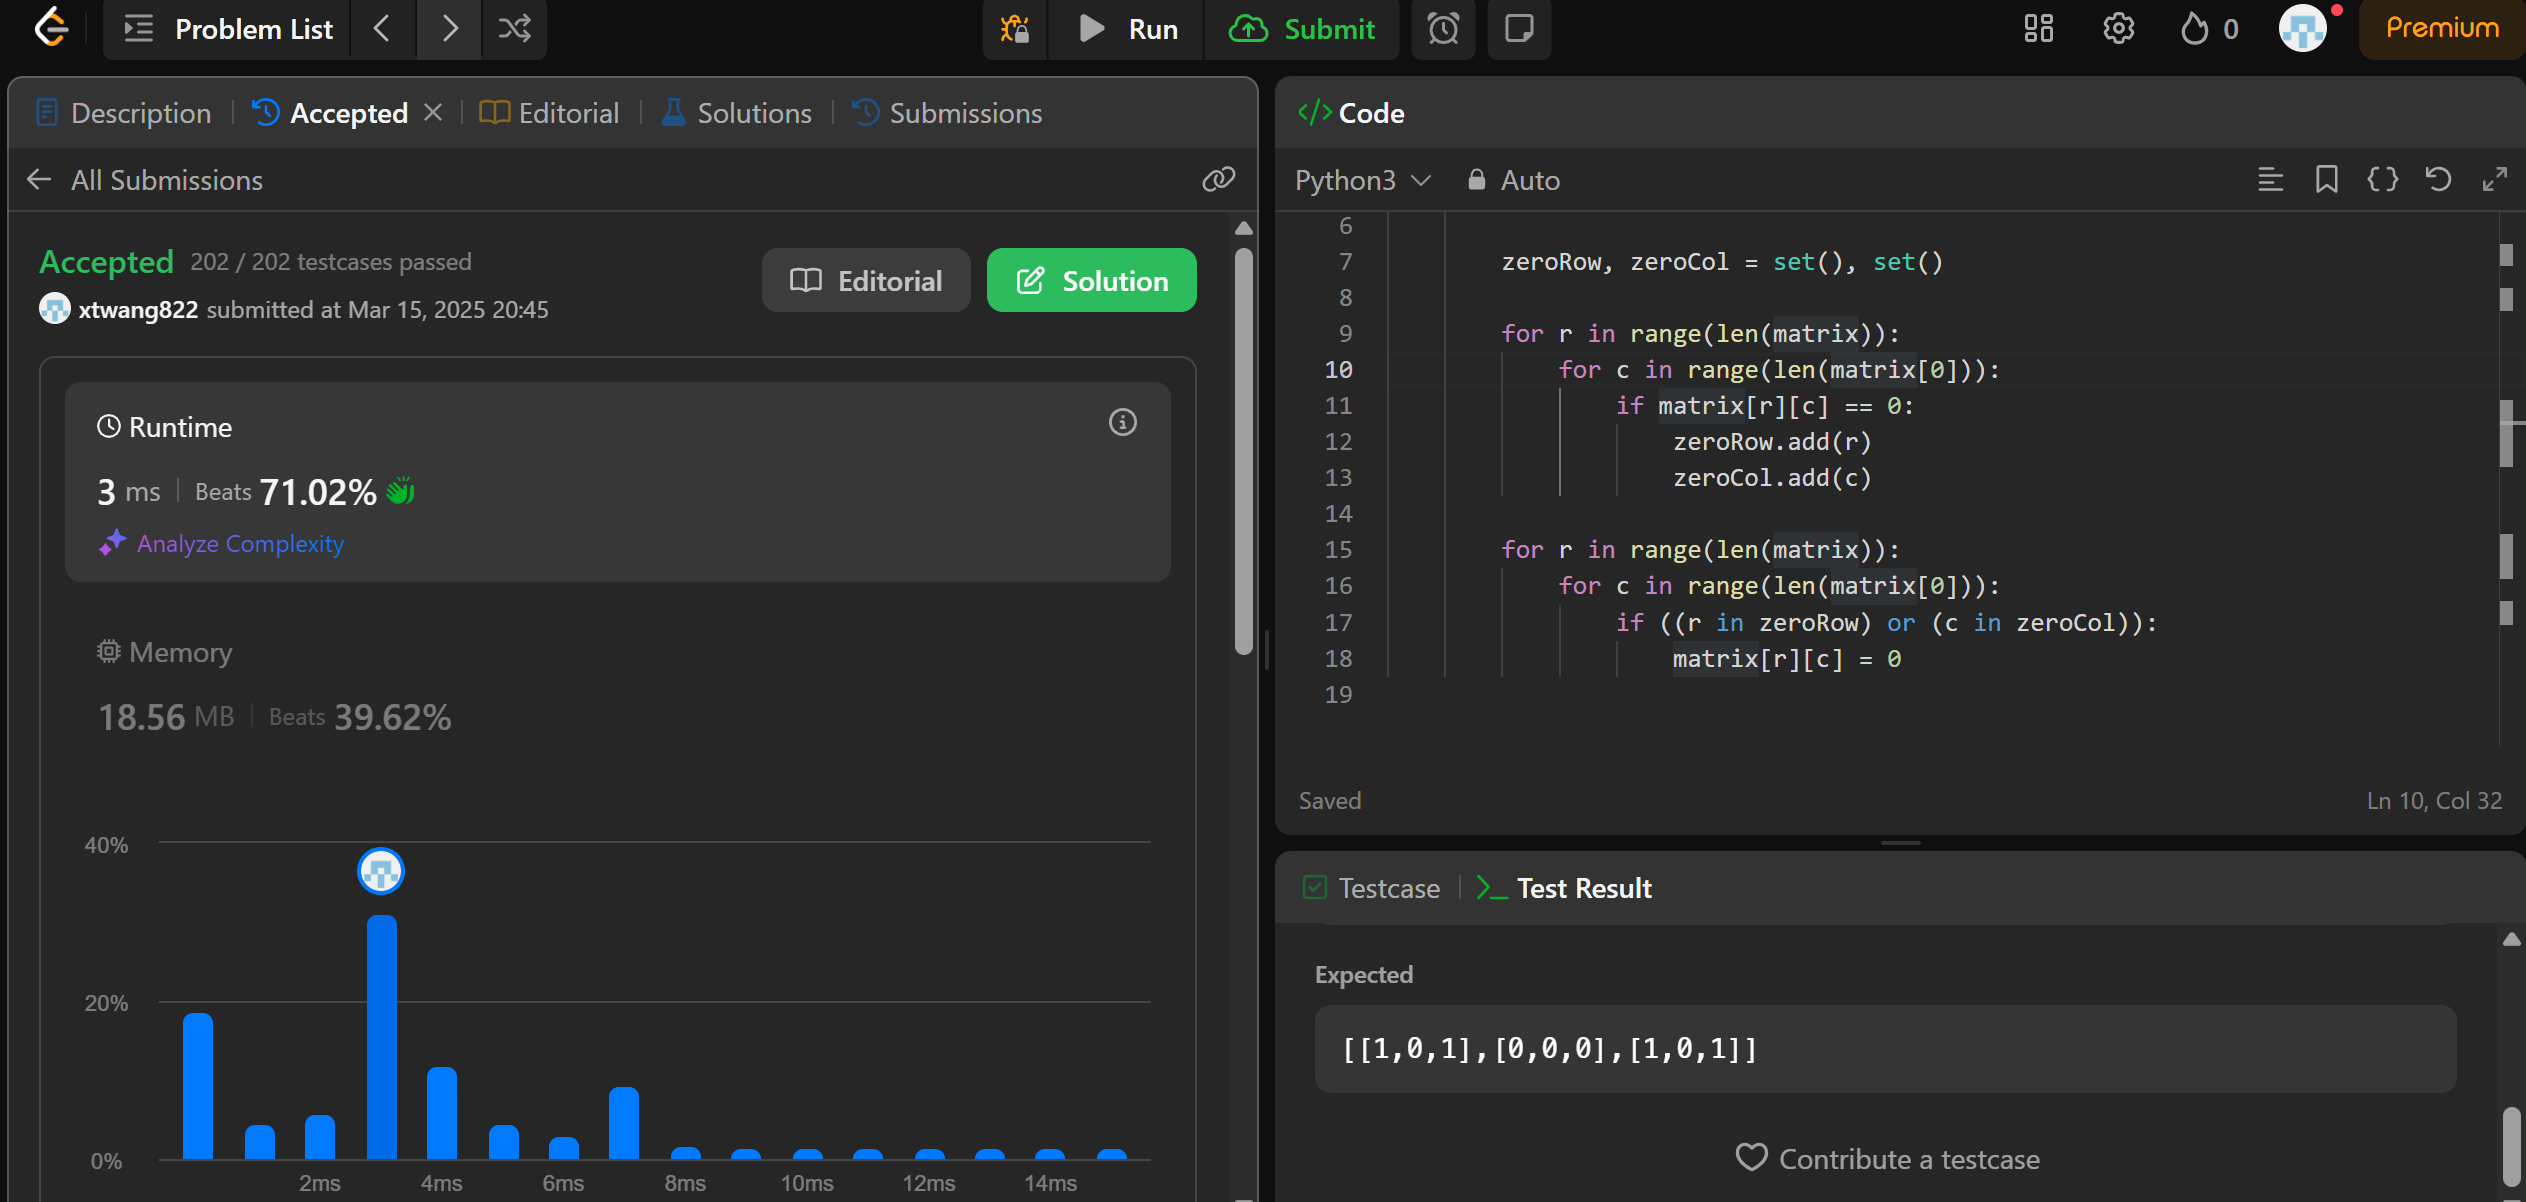 Problem List
Run
Submit
0
Premium
Description
Accepted
Editorial
Solutions
Submissions
All Submissions
Accepted 202 / 202 testcases passed
xtwang822 submitted at Mar 15, 2025 20:45
Editorial
Solution
Runtime
3 ms
Beats 71.02%
Analyze Complexity
Memory
18.56 MB
Beats 39.62%
40%
20%
0%
2ms 4ms 6ms 8ms 10ms 12ms 14ms
</> Code
Python3
Auto
6
7 zeroRow, zeroCol = set(), set()
8
9 for r in range(len(matrix)):
10 for c in range(len(matrix[0])):
11 if matrix[r][c] == 0:
12 zeroRow.add(r)
13 zeroCol.add(c)
14
15 for r in range(len(matrix)):
16 for c in range(len(matrix[0])):
17 if ((r in zeroRow) or (c in zeroCol)):
18 matrix[r][c] = 0
19
Saved
Ln 10, Col 32
Testcase
Test Result
Expected
[[1,0,1],[0,0,0],[1,0,1]]
Contribute a testcase